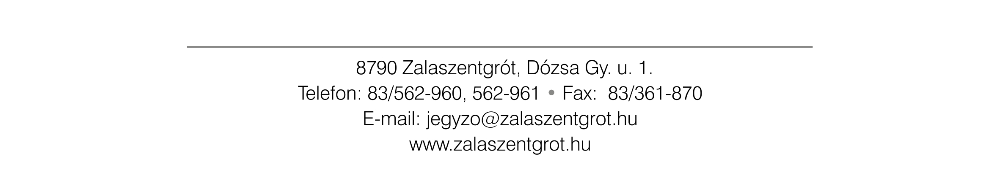 8790 Zalaszentgrót, Dózsa Gy. u. 1.
Telefon: 83/562-960, 562-961 • Fax:  83/361-870
E-mail: jegyzo@zalaszentgrot.hu
www.zalaszentgrot.hu